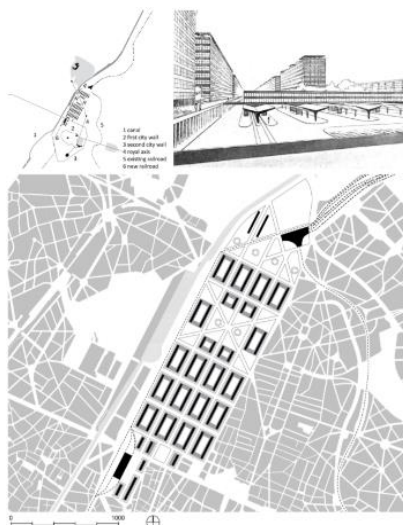 1 canal
2 first city wall
3 second city wall
4 royal axis
5 existing railroad
6 new railroad
0
1000